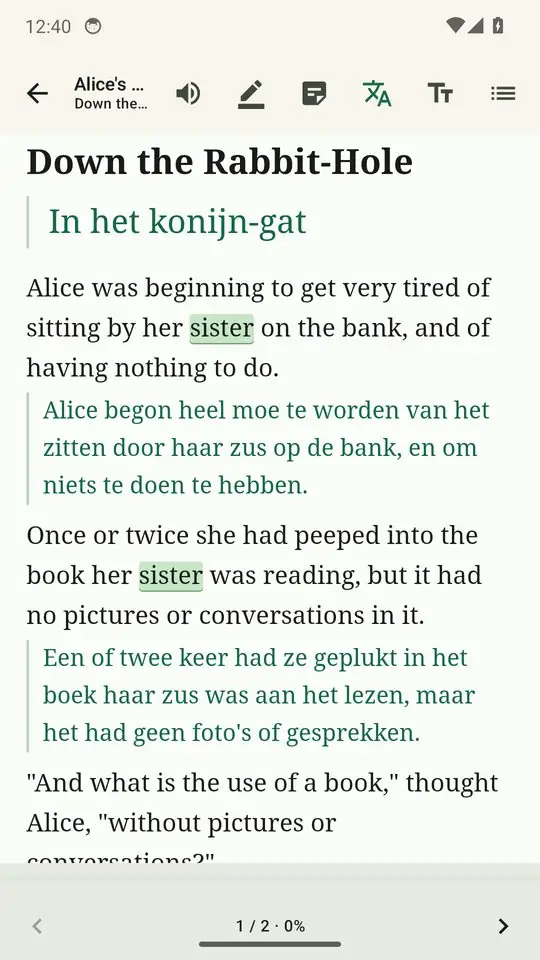 12:40
Alice's ...
Down the...
Down the Rabbit-Hole
In het konijn-gat
Alice was beginning to get very tired of
sitting by her sister on the bank, and of
having nothing to do.
Alice begon heel moe te worden van het
zitten door haar zus op de bank, en om
niets te doen te hebben.
Once or twice she had peeped into the
book her sister was reading, but it had
no pictures or conversations in it.
Een of twee keer had ze geplukt in het
boek haar zus was aan het lezen, maar
het had geen foto's of gesprekken.
"And what is the use of a book," thought
Alice, "without pictures or
conversations?"
1 / 2 · 0%